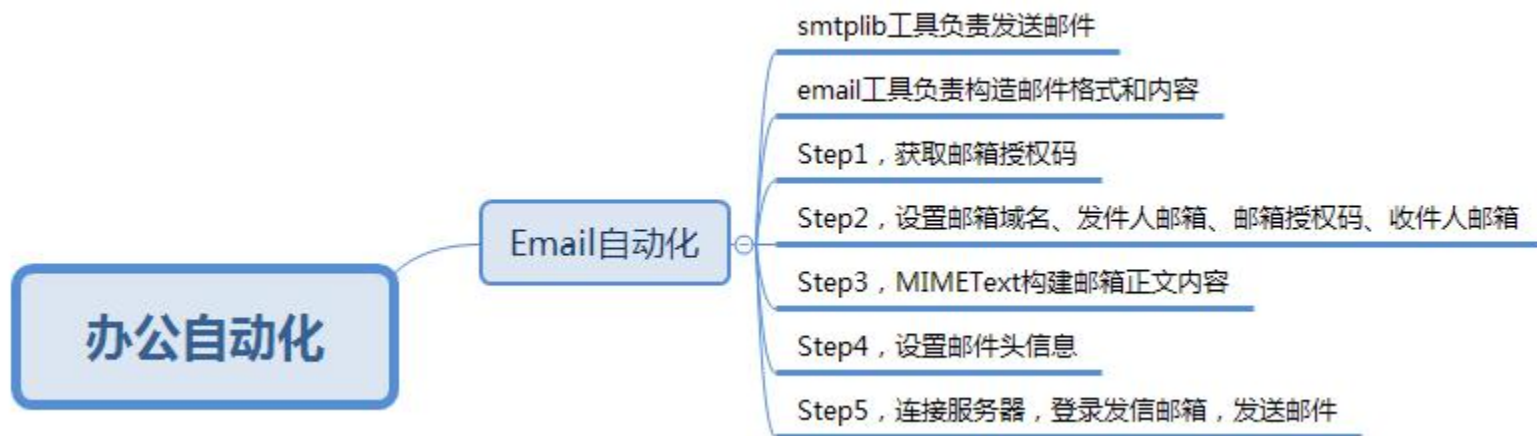 办公自动化
Email自动化
smtplib工具负责发送邮件
email工具负责构造邮件格式和内容
Step1，获取邮箱授权码
Step2，设置邮箱域名、发件人邮箱、邮箱授权码、收件人邮箱
Step3，MIMEText构建邮箱正文内容
Step4，设置邮件头信息
Step5，连接服务器，登录发信邮箱，发送邮件